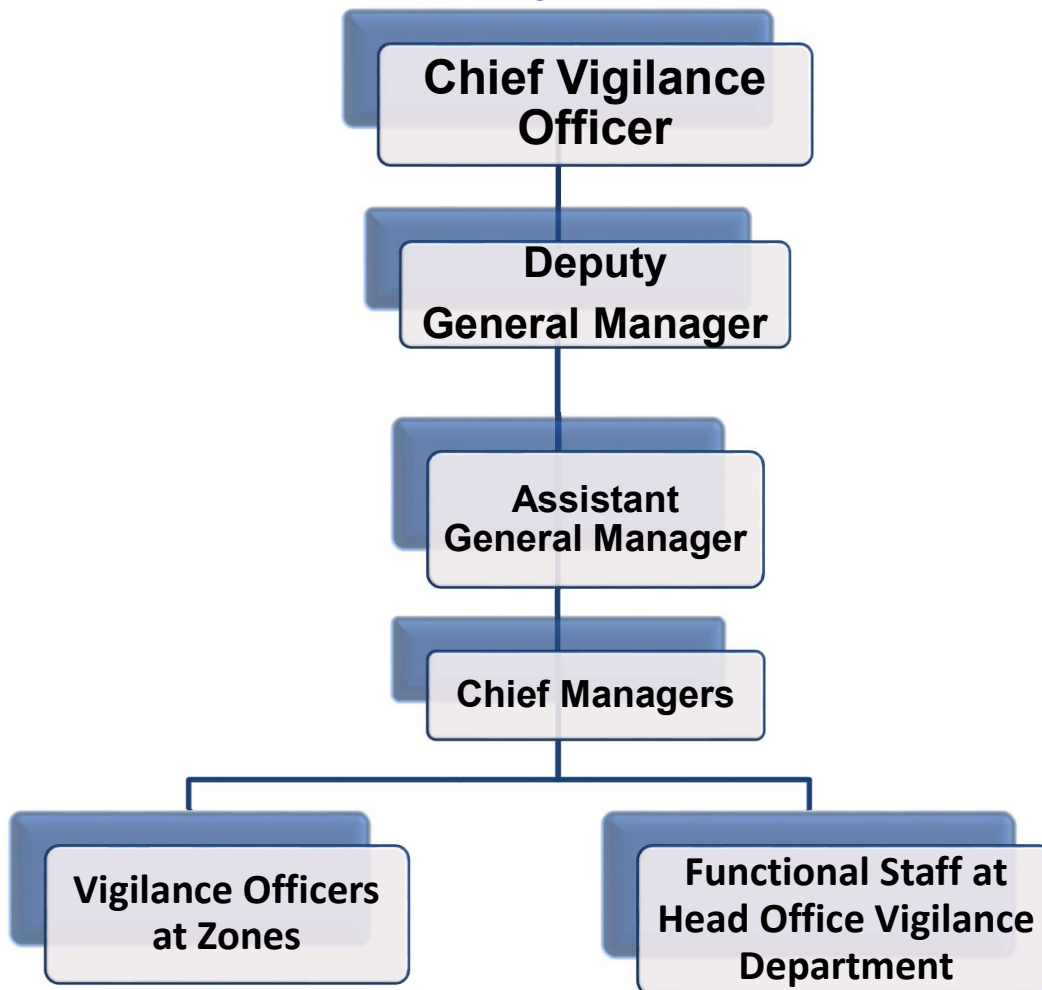 Chief Vigilance
Officer
Deputy
General Manager
Assistant
General Manager
Chief Managers
Vigilance Officers
at Zones
Functional Staff at
Head Office Vigilance
Department